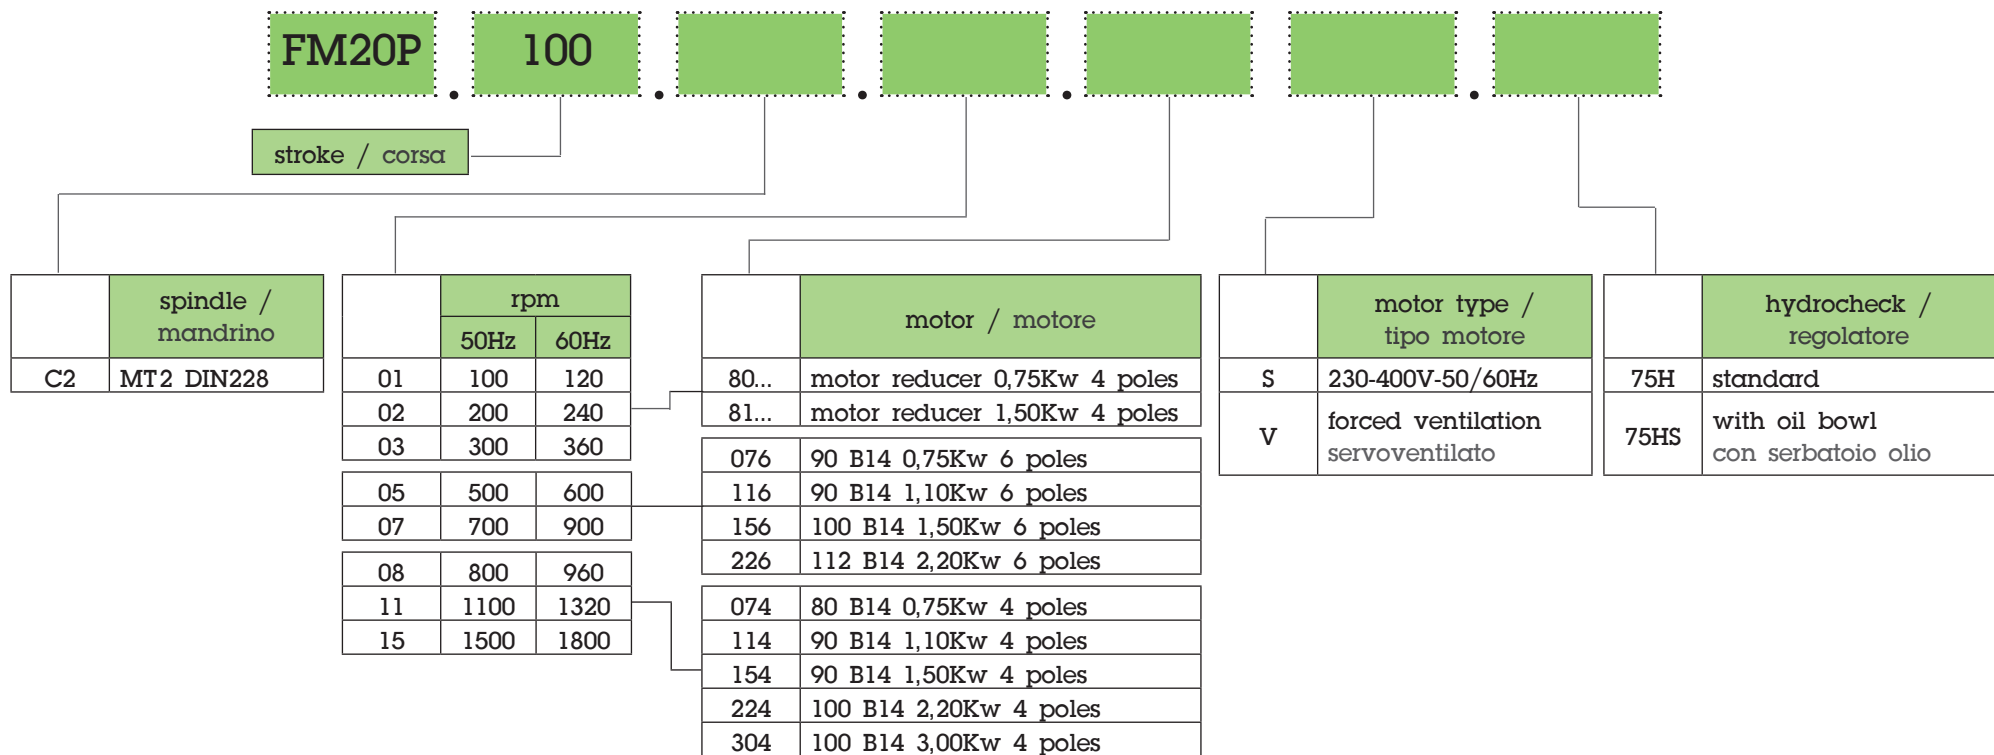 FM20P . 100 . . . . 
stroke / corsa
spindle / mandrino
C2 MT2 DIN228
rpm
50Hz 60Hz
01 100 120
02 200 240
03 300 360
05 500 600
07 700 900
08 800 960
11 1100 1320
15 1500 1800
motor / motore
80... motor reducer 0,75Kw 4 poles
81... motor reducer 1,50Kw 4 poles
076 90 B14 0,75Kw 6 poles
116 90 B14 1,10Kw 6 poles
156 100 B14 1,50Kw 6 poles
226 112 B14 2,20Kw 6 poles
074 80 B14 0,75Kw 4 poles
114 90 B14 1,10Kw 4 poles
154 90 B14 1,50Kw 4 poles
224 100 B14 2,20Kw 4 poles
304 100 B14 3,00Kw 4 poles
motor type /
tipo motore
S 230-400V-50/60Hz
V forced ventilation
servoventilato
hydrocheck /
regolatore
75H standard
75HS with oil bowl
con serbatoio olio